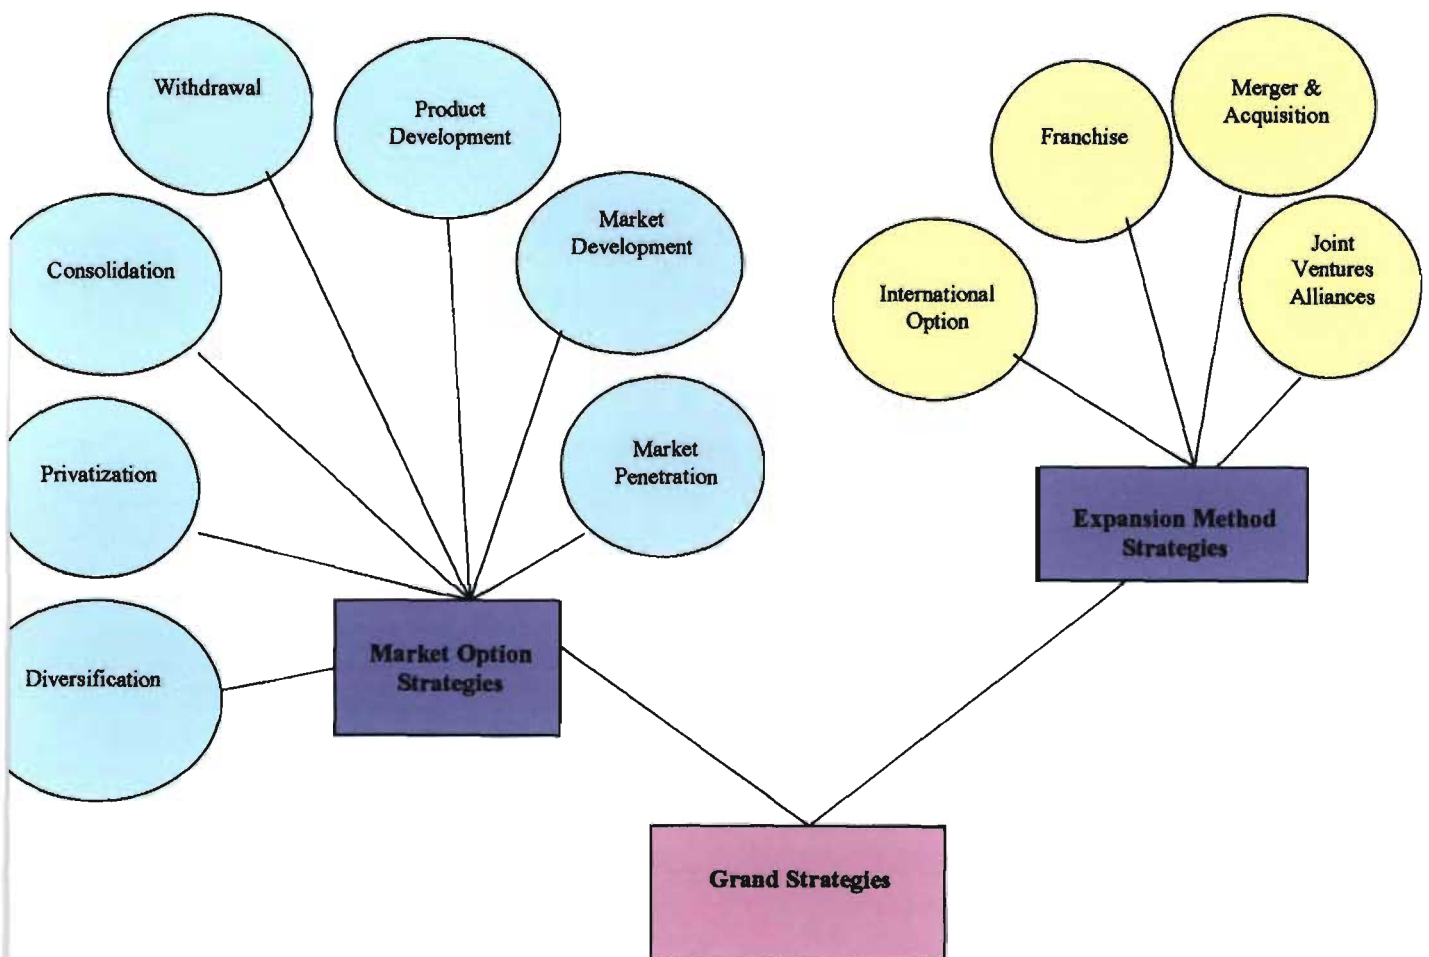 Withdrawal
Product
Development
Market
Development
Consolidation
Privatization
Market
Penetration
Diversification
Market Option
Strategies
Franchise
Merger &
Acquisition
International
Option
Joint
Ventures
Alliances
Expansion Method
Strategies
Grand Strategies